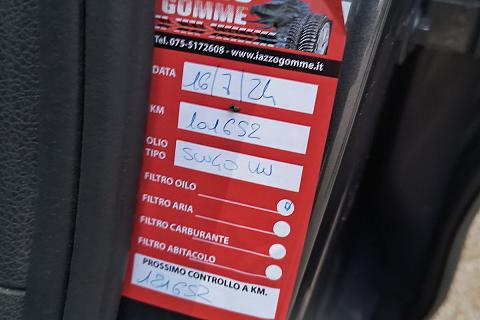 GOMME
Tel. 075-5172608 - www.iazzogomme.it
DATA 16/7/24
KM 101652
OLIO TIPO 5W40 VW
FILTRO OILO
FILTRO ARIA
FILTRO CARBURANTE
FILTRO ABITACOLO
PROSSIMO CONTROLLO A KM.
121652